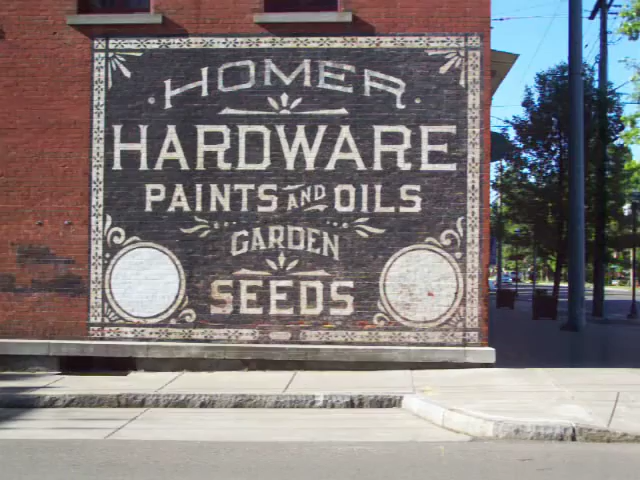 HOMER
HARDWARE
PAINTS AND OILS
GARDEN
SEEDS